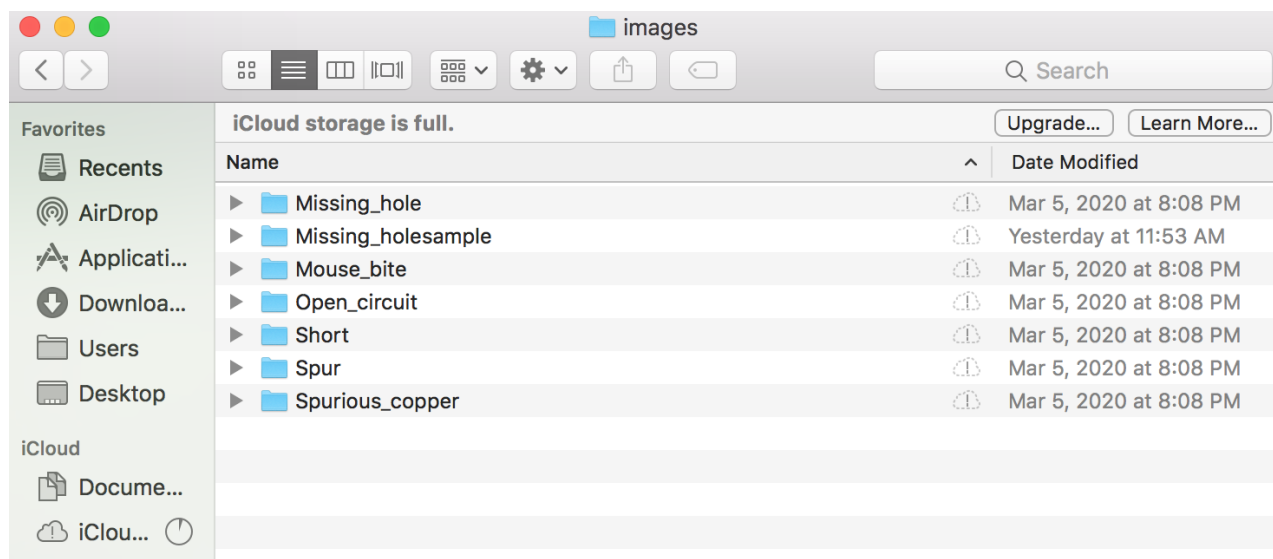 images
Search
Favorites
Recents
AirDrop
Applicati...
Downloa...
Users
Desktop
iCloud
Docume...
iClou...
iCloud storage is full. Upgrade... Learn More...
Name Date Modified
Missing_hole Mar 5, 2020 at 8:08 PM
Missing_holesample Yesterday at 11:53 AM
Mouse_bite Mar 5, 2020 at 8:08 PM
Open_circuit Mar 5, 2020 at 8:08 PM
Short Mar 5, 2020 at 8:08 PM
Spur Mar 5, 2020 at 8:08 PM
Spurious_copper Mar 5, 2020 at 8:08 PM